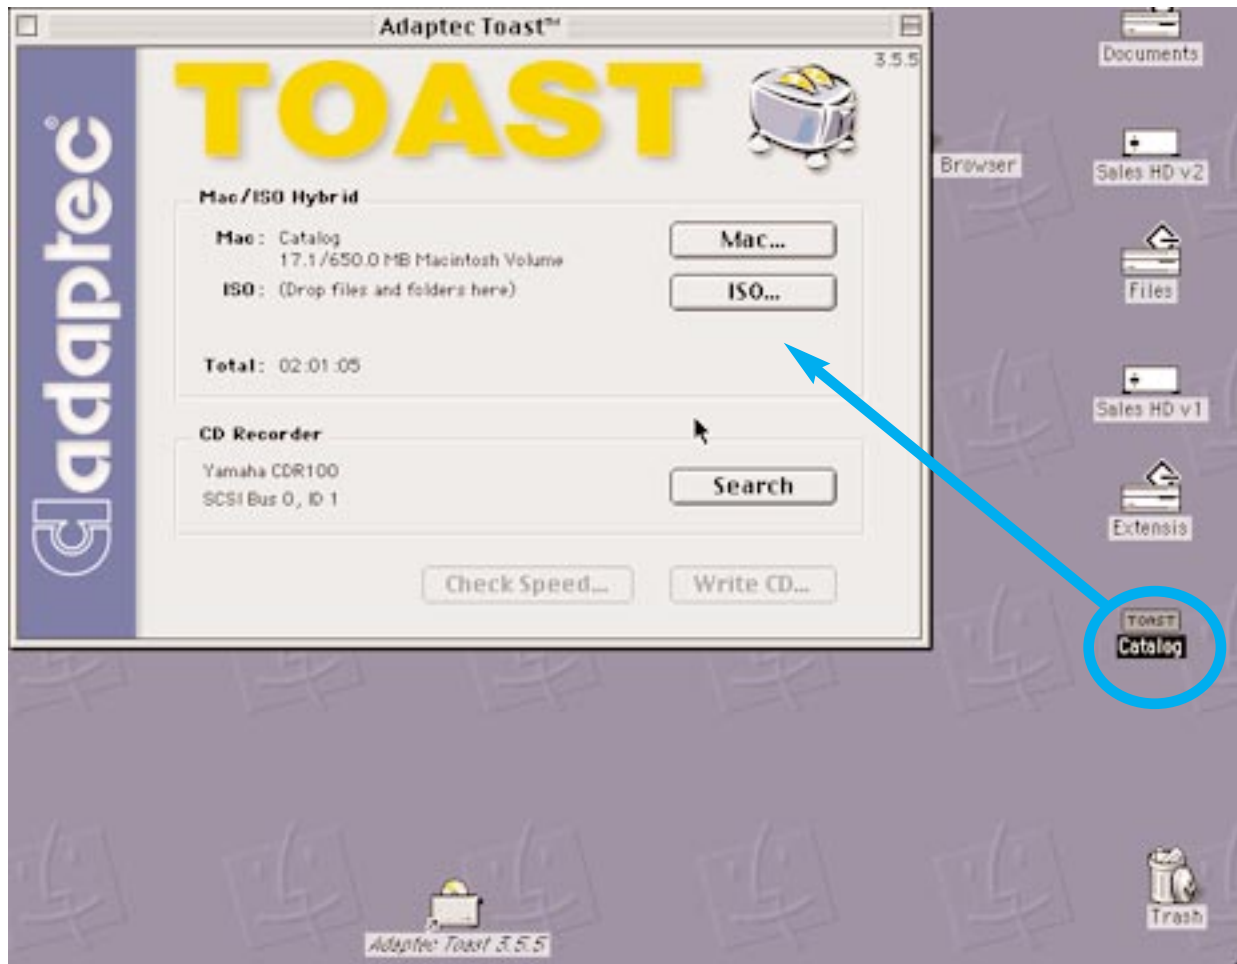 Adaptec Toast™
adaptec
TOAST
3.5.5
Mac/ISO Hybrid
Mac: Catalog
17.1/650.0 MB Macintosh Volume
Mac...
ISO: (Drop files and folders here)
ISO...
Total: 02:01:05
CD Recorder
Yamaha CDR100
SCSI Bus 0, ID 1
Search
Check Speed...
Write CD...
Documents
Browser
Sales HD v2
Files
Sales HD v1
Extensis
TOAST
Catalog
Adaptec Toast 3.5.5
Trash